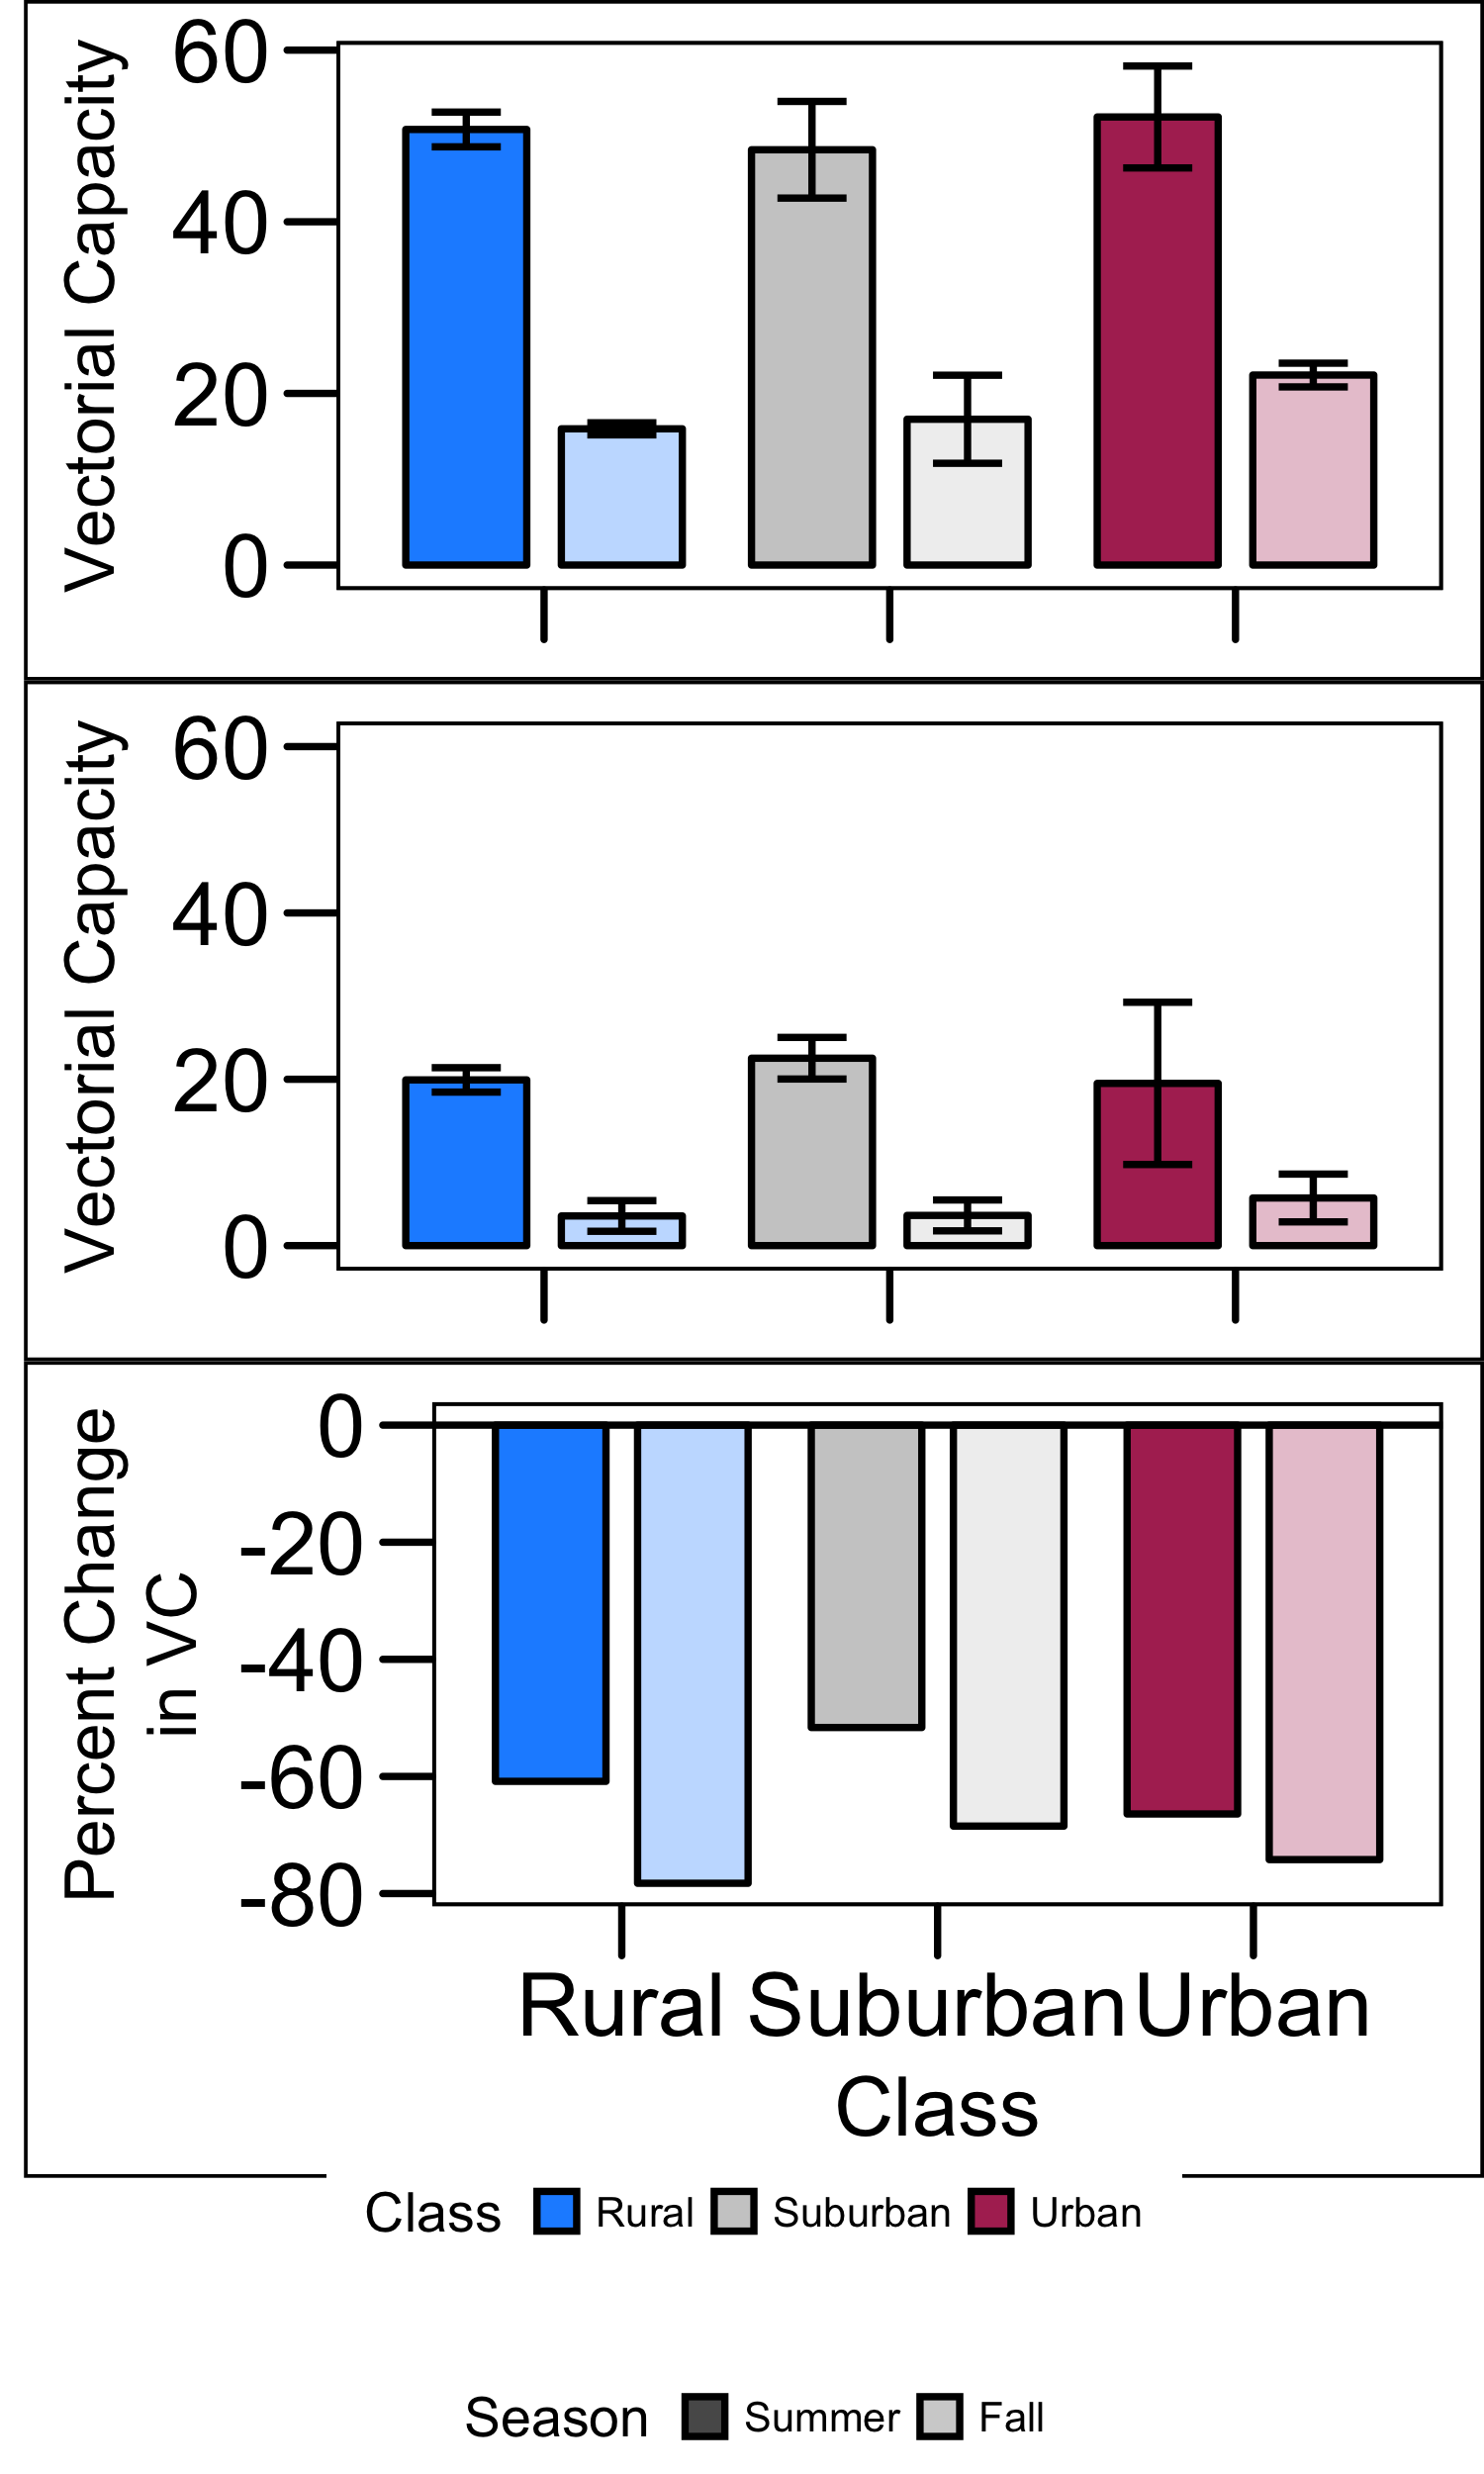 Vectorial Capacity
60
40
20
0
Vectorial Capacity
60
40
20
0
Percent Change
in VC
0
-20
-40
-60
-80
Rural Suburban Urban
Class
Class Rural Suburban Urban
Season Summer Fall